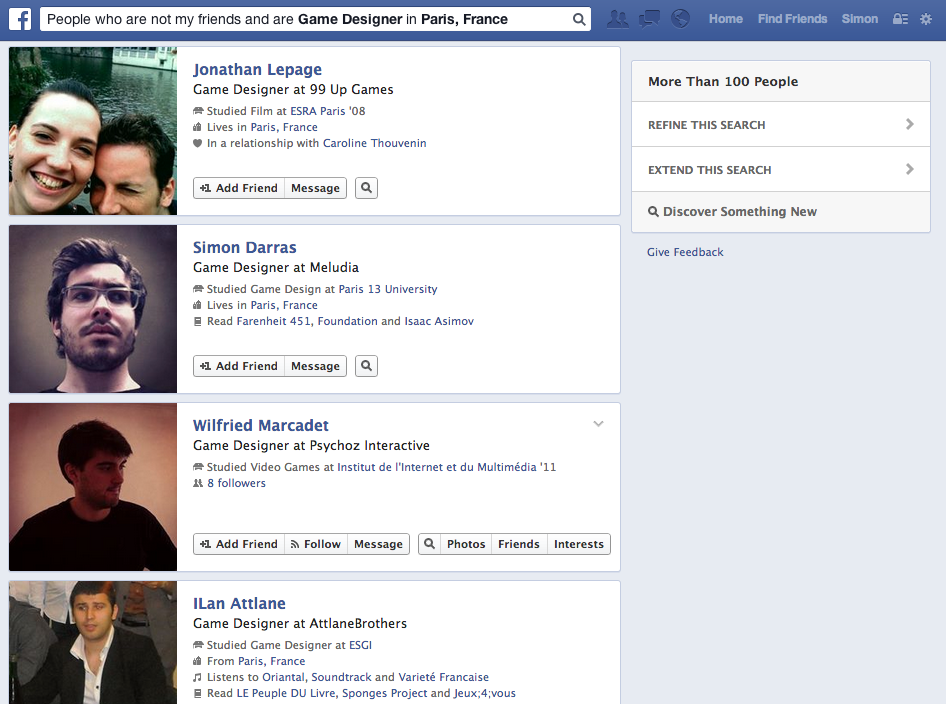 f People who are not my friends and are Game Designer in Paris, France Home Find Friends Simon
Jonathan Lepage
Game Designer at 99 Up Games
Studied Film at ESRA Paris '08
Lives in Paris, France
In a relationship with Caroline Thouvenin
+1 Add Friend Message
Simon Darras
Game Designer at Meludia
Studied Game Design at Paris 13 University
Lives in Paris, France
Read Farenheit 451, Foundation and Isaac Asimov
+1 Add Friend Message
Wilfried Marcadet
Game Designer at Psychoz Interactive
Studied Video Games at Institut de l'Internet et du Multimédia '11
8 followers
+1 Add Friend Follow Message Photos Friends Interests
ILan Attlane
Game Designer at AttlaneBrothers
Studied Game Designer at ESGI
From Paris, France
Listens to Oriantal, Soundtrack and Varieté Francaise
Read LE Peuple DU Livre, Sponges Project and Jeux;4;vous
More Than 100 People
REFINE THIS SEARCH
EXTEND THIS SEARCH
Discover Something New
Give Feedback